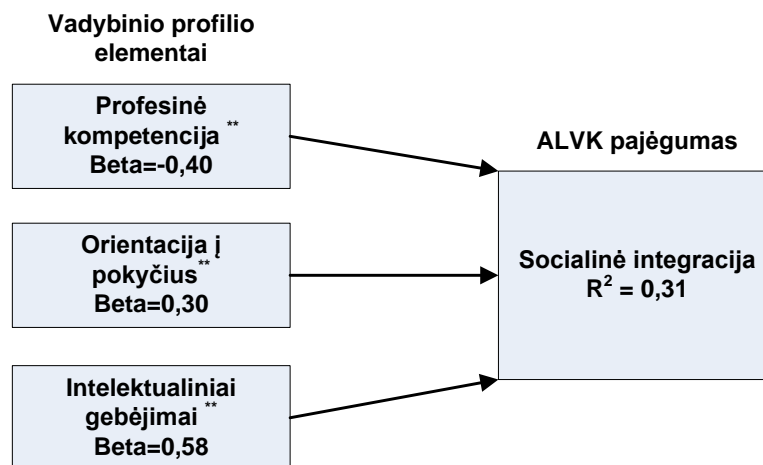 Vadybinio profilio
elementai
Profesinė
kompetencija **
Beta=-0,40
Orientacija į
pokyčius**
Beta=0,30
Intelektualiniai
gebėjimai **
Beta=0,58
ALVK pajėgumas
Socialinė integracija
R² = 0,31